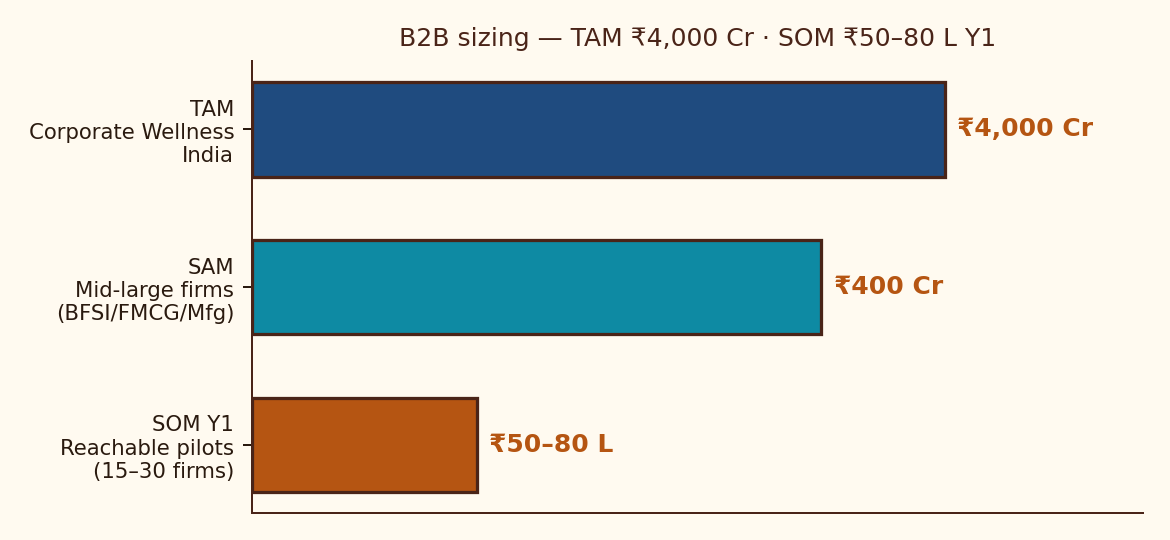 B2B sizing — TAM ₹4,000 Cr · SOM ₹50–80 L Y1
TAM
Corporate Wellness
India
₹4,000 Cr
SAM
Mid-large firms
(BFSI/FMCG/Mfg)
₹400 Cr
SOM Y1
Reachable pilots
(15–30 firms)
₹50–80 L